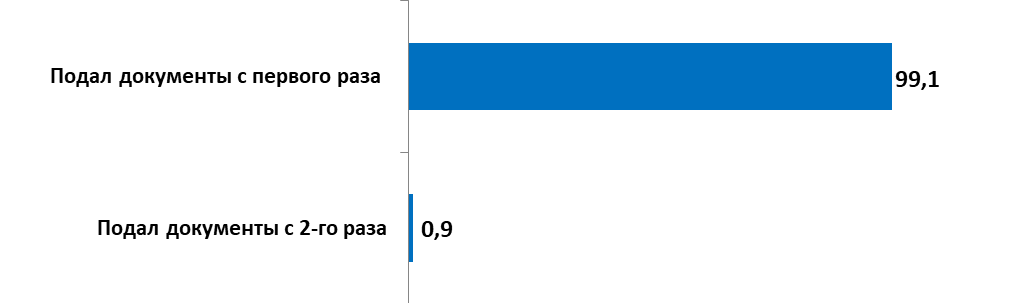 Подал документы с первого раза
99,1
Подал документы с 2-го раза
0,9